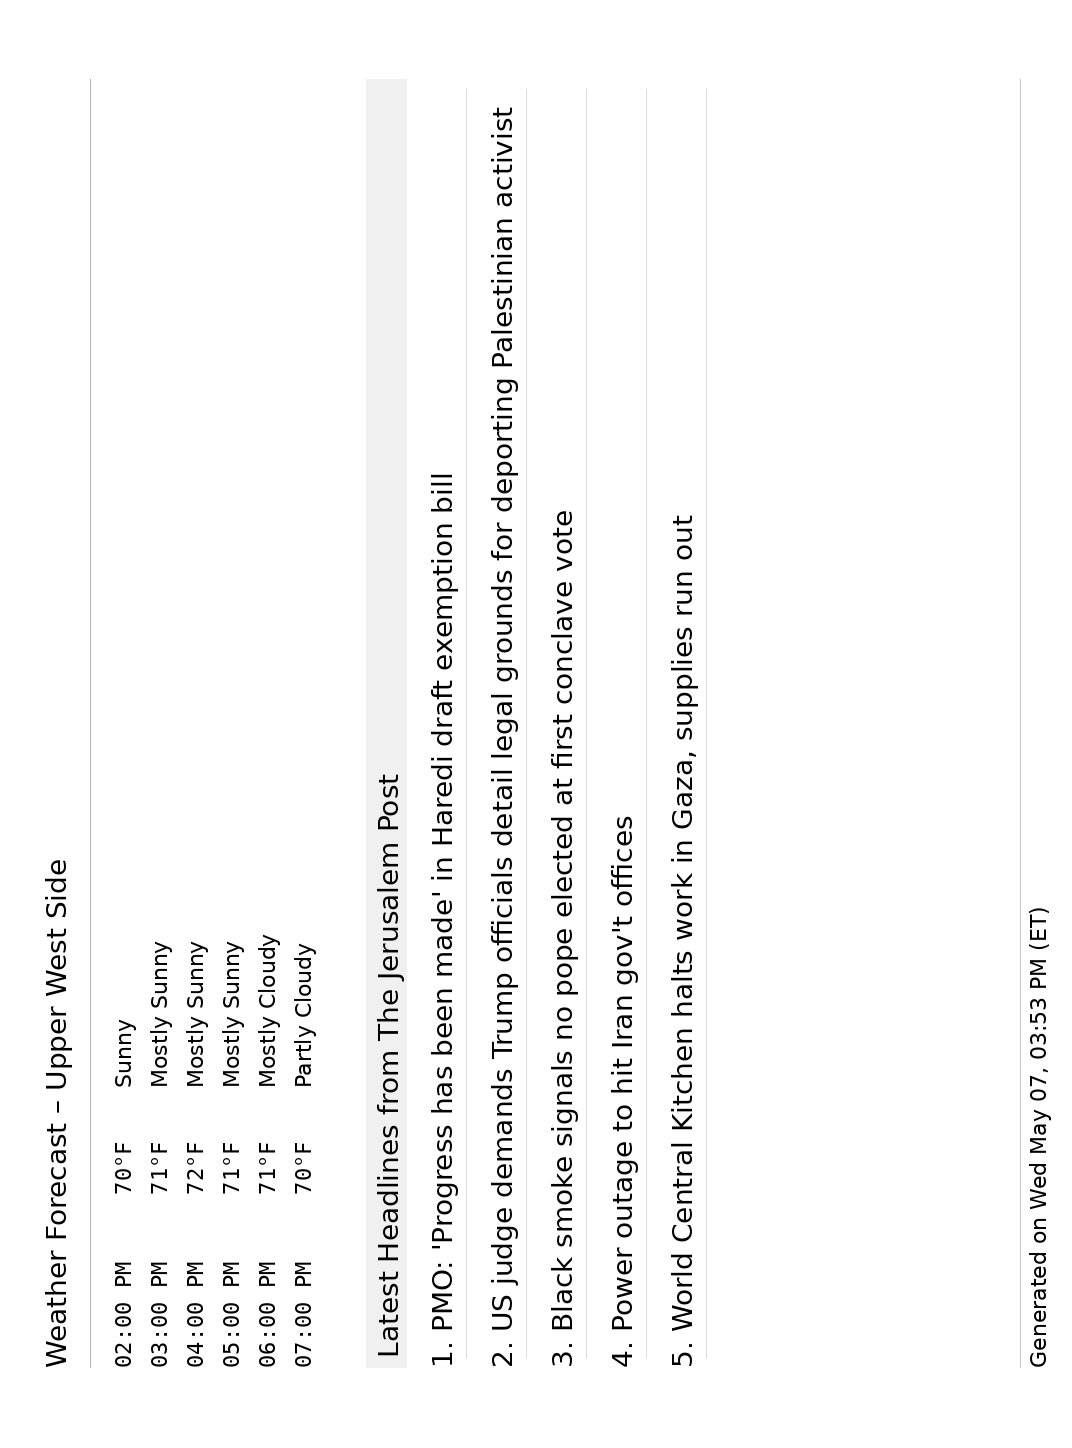 Weather Forecast – Upper West Side
02:00 PM 70°F Sunny
03:00 PM 71°F Mostly Sunny
04:00 PM 72°F Mostly Sunny
05:00 PM 71°F Mostly Sunny
06:00 PM 71°F Mostly Cloudy
07:00 PM 70°F Partly Cloudy
Latest Headlines from The Jerusalem Post
1. PMO: 'Progress has been made' in Haredi draft exemption bill
2. US judge demands Trump officials detail legal grounds for deporting Palestinian activist
3. Black smoke signals no pope elected at first conclave vote
4. Power outage to hit Iran gov't offices
5. World Central Kitchen halts work in Gaza, supplies run out
Generated on Wed May 07, 03:53 PM (ET)